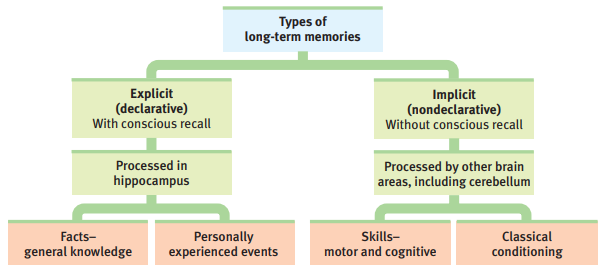 Types of
long-term memories
Explicit
(declarative)
With conscious recall
Implicit
(nondeclarative)
Without conscious recall
Processed in
hippocampus
Processed by other brain
areas, including cerebellum
Facts–
general knowledge
Personally
experienced events
Skills–
motor and cognitive
Classical
conditioning